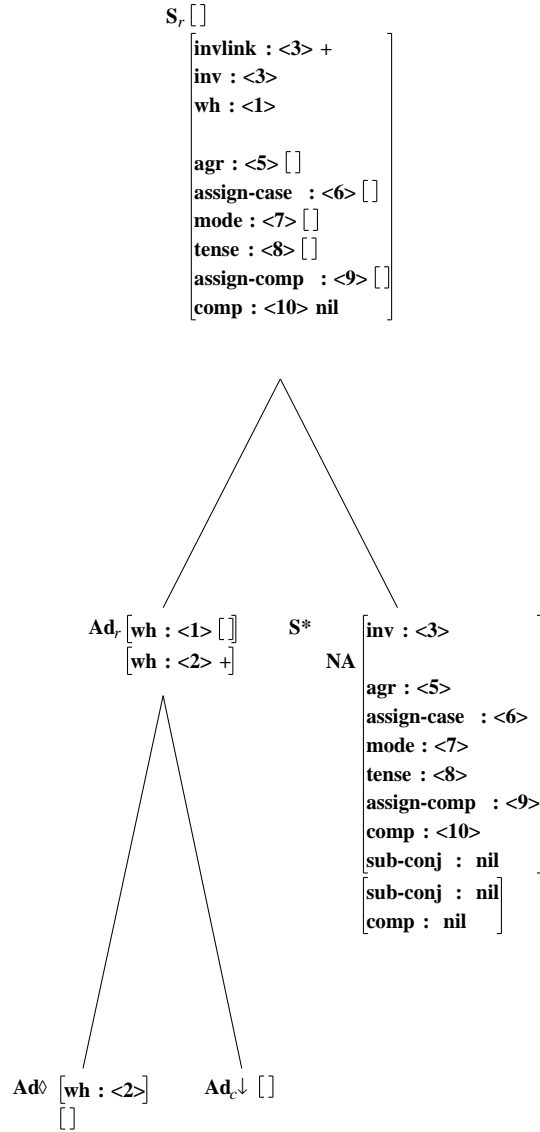 S_r [ ]
invlink : <3> +
inv : <3>
wh : <1>
agr : <5> [ ]
assign-case : <6> [ ]
mode : <7> [ ]
tense : <8> [ ]
assign-comp : <9> [ ]
comp : <10> nil
Ad_r [wh : <1> [ ]]
[wh : <2> +]
S*
NA
inv : <3>
agr : <5>
assign-case : <6>
mode : <7>
tense : <8>
assign-comp : <9>
comp : <10>
sub-conj : nil
sub-conj : nil
comp : nil
Ad◊ [wh : <2>]
[ ]
Ad_c↓ [ ]